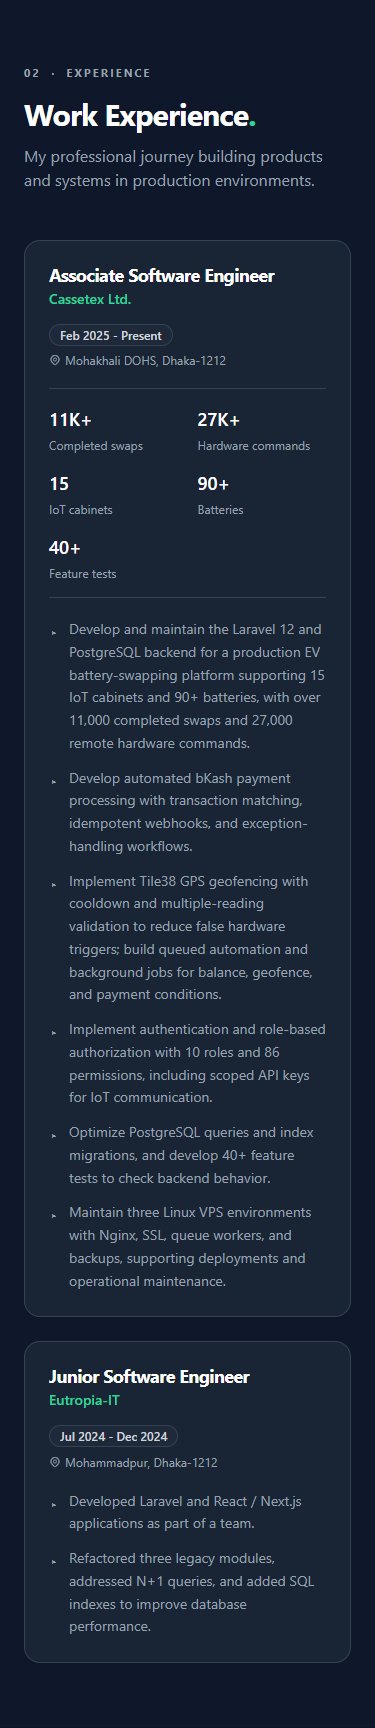 02 · EXPERIENCE
Work Experience.
My professional journey building products
and systems in production environments.
Associate Software Engineer
Cassetex Ltd.
Feb 2025 - Present
Mohakhali DOHS, Dhaka-1212
11K+ 27K+
Completed swaps Hardware commands
15 90+
IoT cabinets Batteries
40+
Feature tests
Develop and maintain the Laravel 12 and
PostgreSQL backend for a production EV
battery-swapping platform supporting 15
IoT cabinets and 90+ batteries, with over
11,000 completed swaps and 27,000
remote hardware commands.
Develop automated bKash payment
processing with transaction matching,
idempotent webhooks, and exception-
handling workflows.
Implement Tile38 GPS geofencing with
cooldown and multiple-reading
validation to reduce false hardware
triggers; build queued automation and
background jobs for balance, geofence,
and payment conditions.
Implement authentication and role-based
authorization with 10 roles and 86
permissions, including scoped API keys
for IoT communication.
Optimize PostgreSQL queries and index
migrations, and develop 40+ feature
tests to check backend behavior.
Maintain three Linux VPS environments
with Nginx, SSL, queue workers, and
backups, supporting deployments and
operational maintenance.
Junior Software Engineer
Eutropia-IT
Jul 2024 - Dec 2024
Mohammadpur, Dhaka-1212
Developed Laravel and React / Next.js
applications as part of a team.
Refactored three legacy modules,
addressed N+1 queries, and added SQL
indexes to improve database
performance.